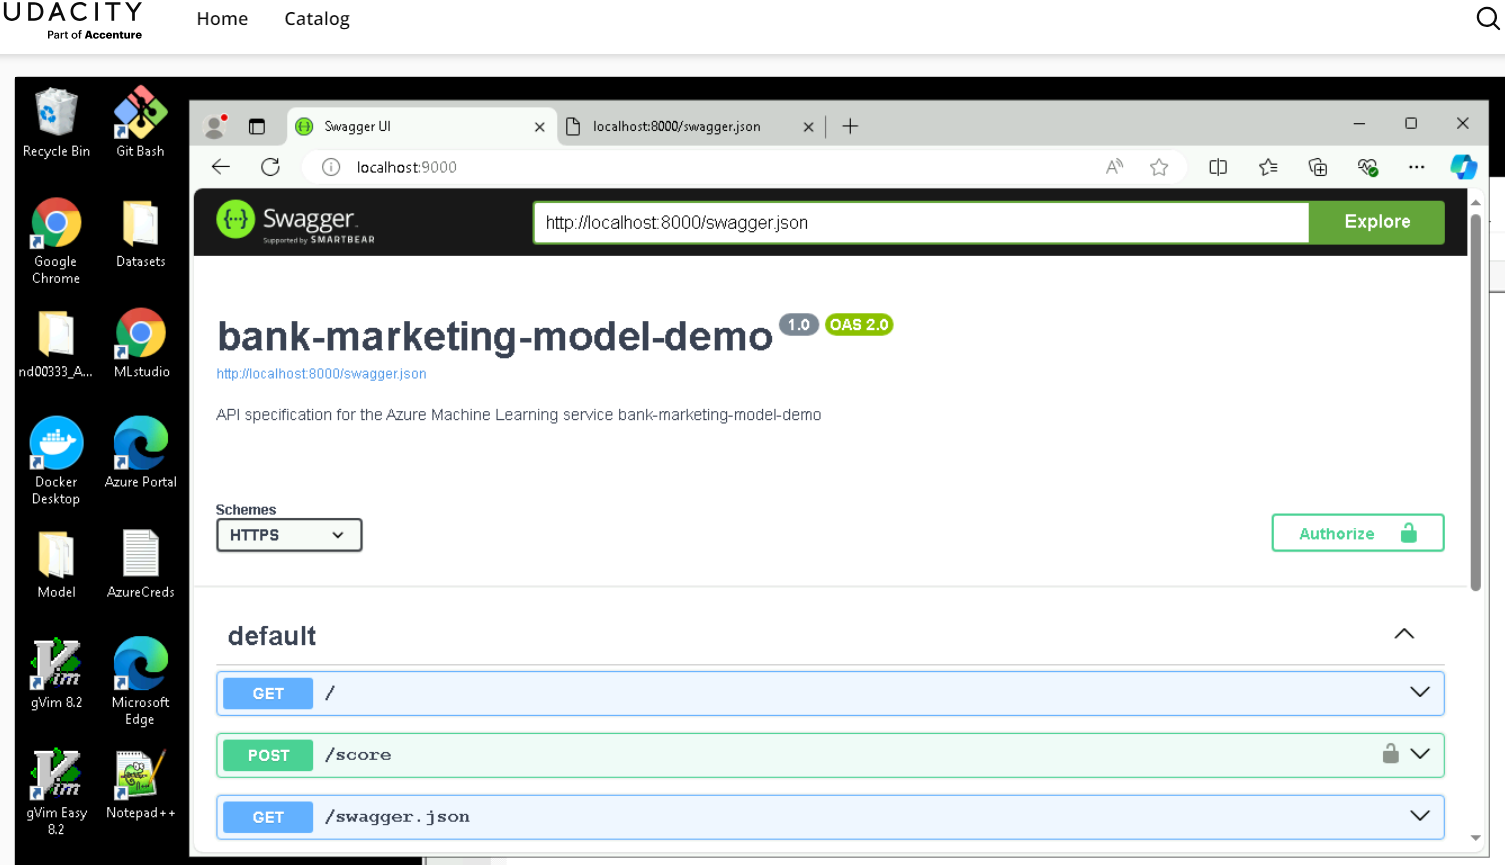 UDACITY
Part of Accenture
Home
Catalog
Recycle Bin
Git Bash
Google Chrome
Datasets
nd00333_A...
MLstudio
Docker Desktop
Azure Portal
Model
AzureCreds
gVim 8.2
Microsoft Edge
gVim Easy 8.2
Notepad++
Swagger UI
localhost:8000/swagger.json
localhost:9000
Swagger
Supported by SMARTBEAR
http://localhost:8000/swagger.json
Explore
bank-marketing-model-demo 1.0 OAS 2.0
http://localhost:8000/swagger.json
API specification for the Azure Machine Learning service bank-marketing-model-demo
Schemes
HTTPS
Authorize
default
GET /
POST /score
GET /swagger.json